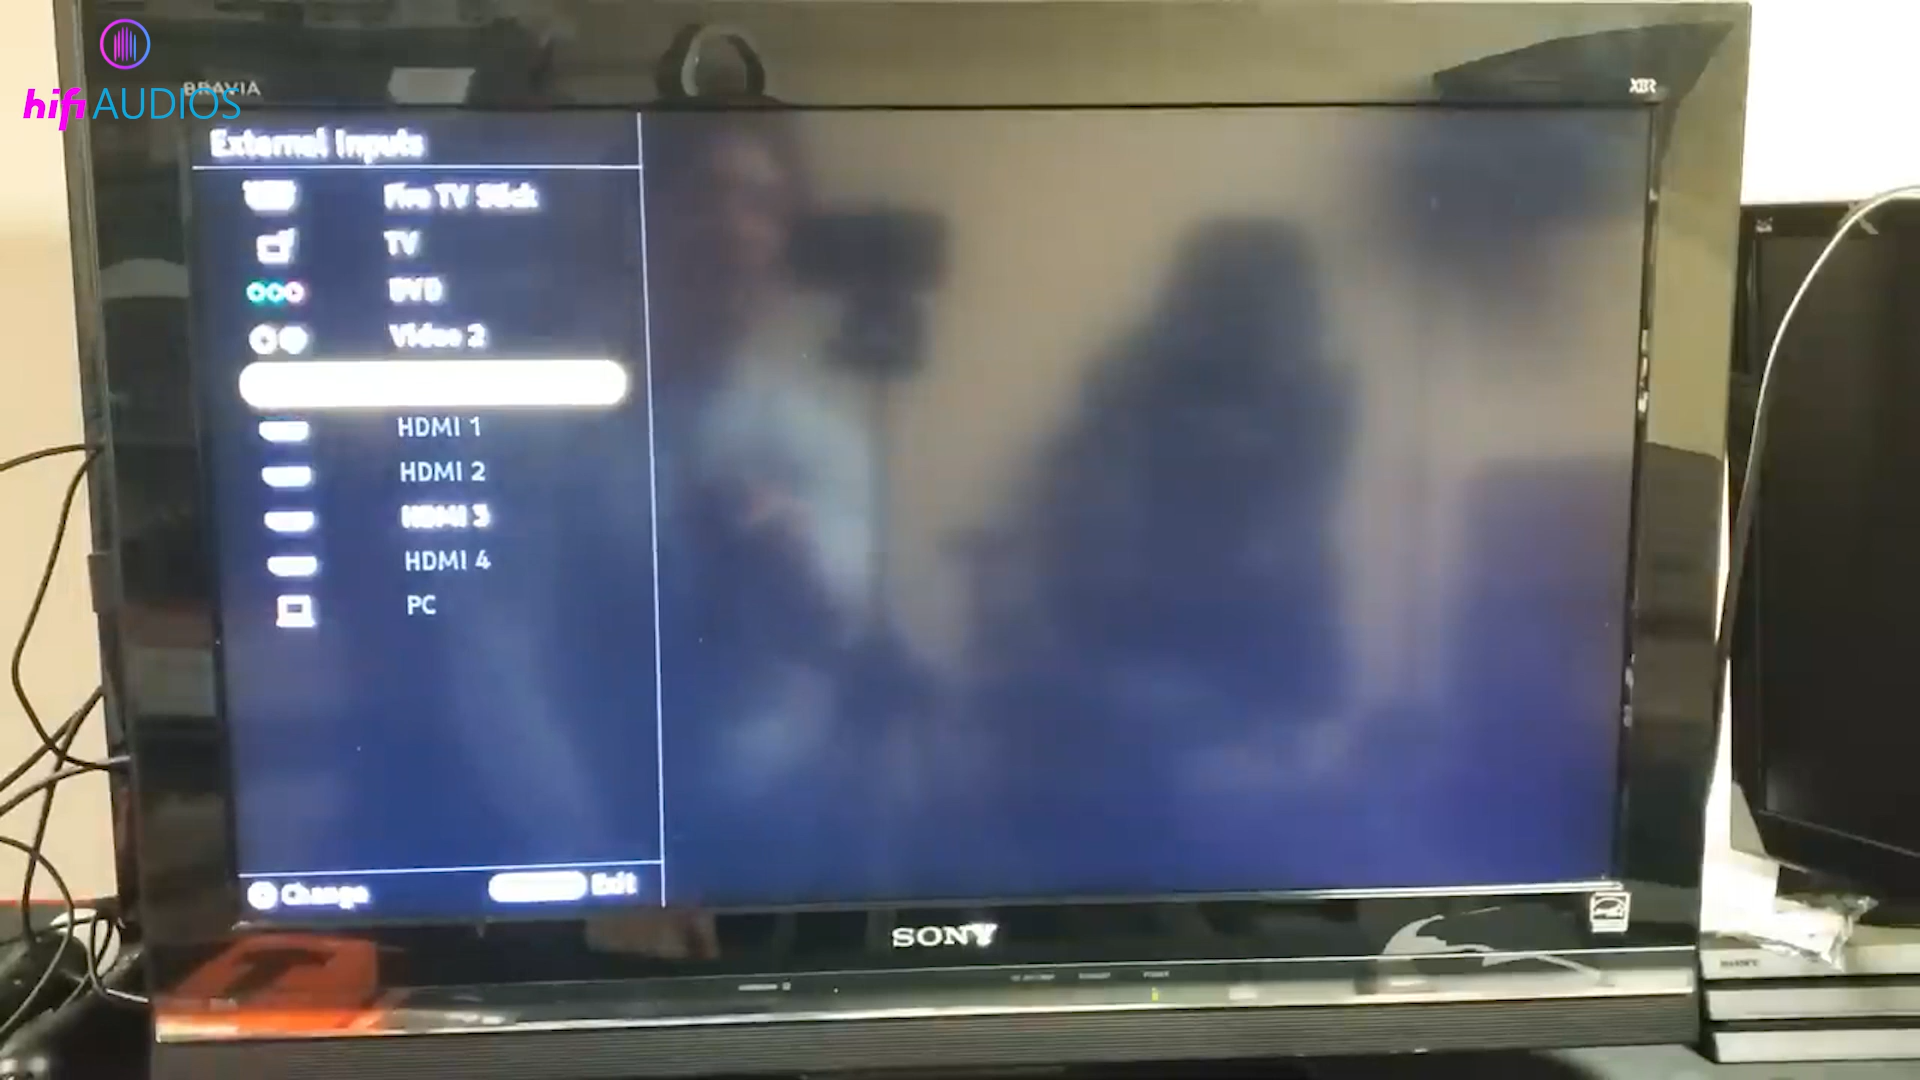 hifi AUDIOS
BRAVIA
XBR
External Inputs
Fire TV Stick
TV
DVD
Video 2
HDMI 1
HDMI 2
HDMI 3
HDMI 4
PC
Change
Exit
SONY